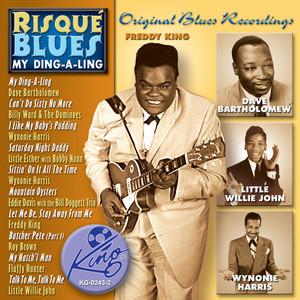 RISQUÉ
BLUES
MY DING-A-LING
Original Blues Recordings
FREDDY KING
My Ding-A-Ling
Dave Bartholomew
Can't Do Sixty No More
Billy Ward & The Dominoes
I Like My Baby's Pudding
Wynonie Harris
Saturday Night Daddy
Little Esther with Bobby Nunn
Sittin' On It All The Time
Wynonie Harris
Mountain Oysters
Eddie Davis with the Bill Doggett Trio
Let Me Be, Stay Away From Me
Freddy King
Butcher Pete (Part 1)
Roy Brown
My Natch'l Man
Fluffy Hunter
Talk To Me, Talk To Me
Little Willie John
King
KG-0243-2
DAVE
BARTHOLOMEW
LITTLE
WILLIE JOHN
WYNONIE
HARRIS